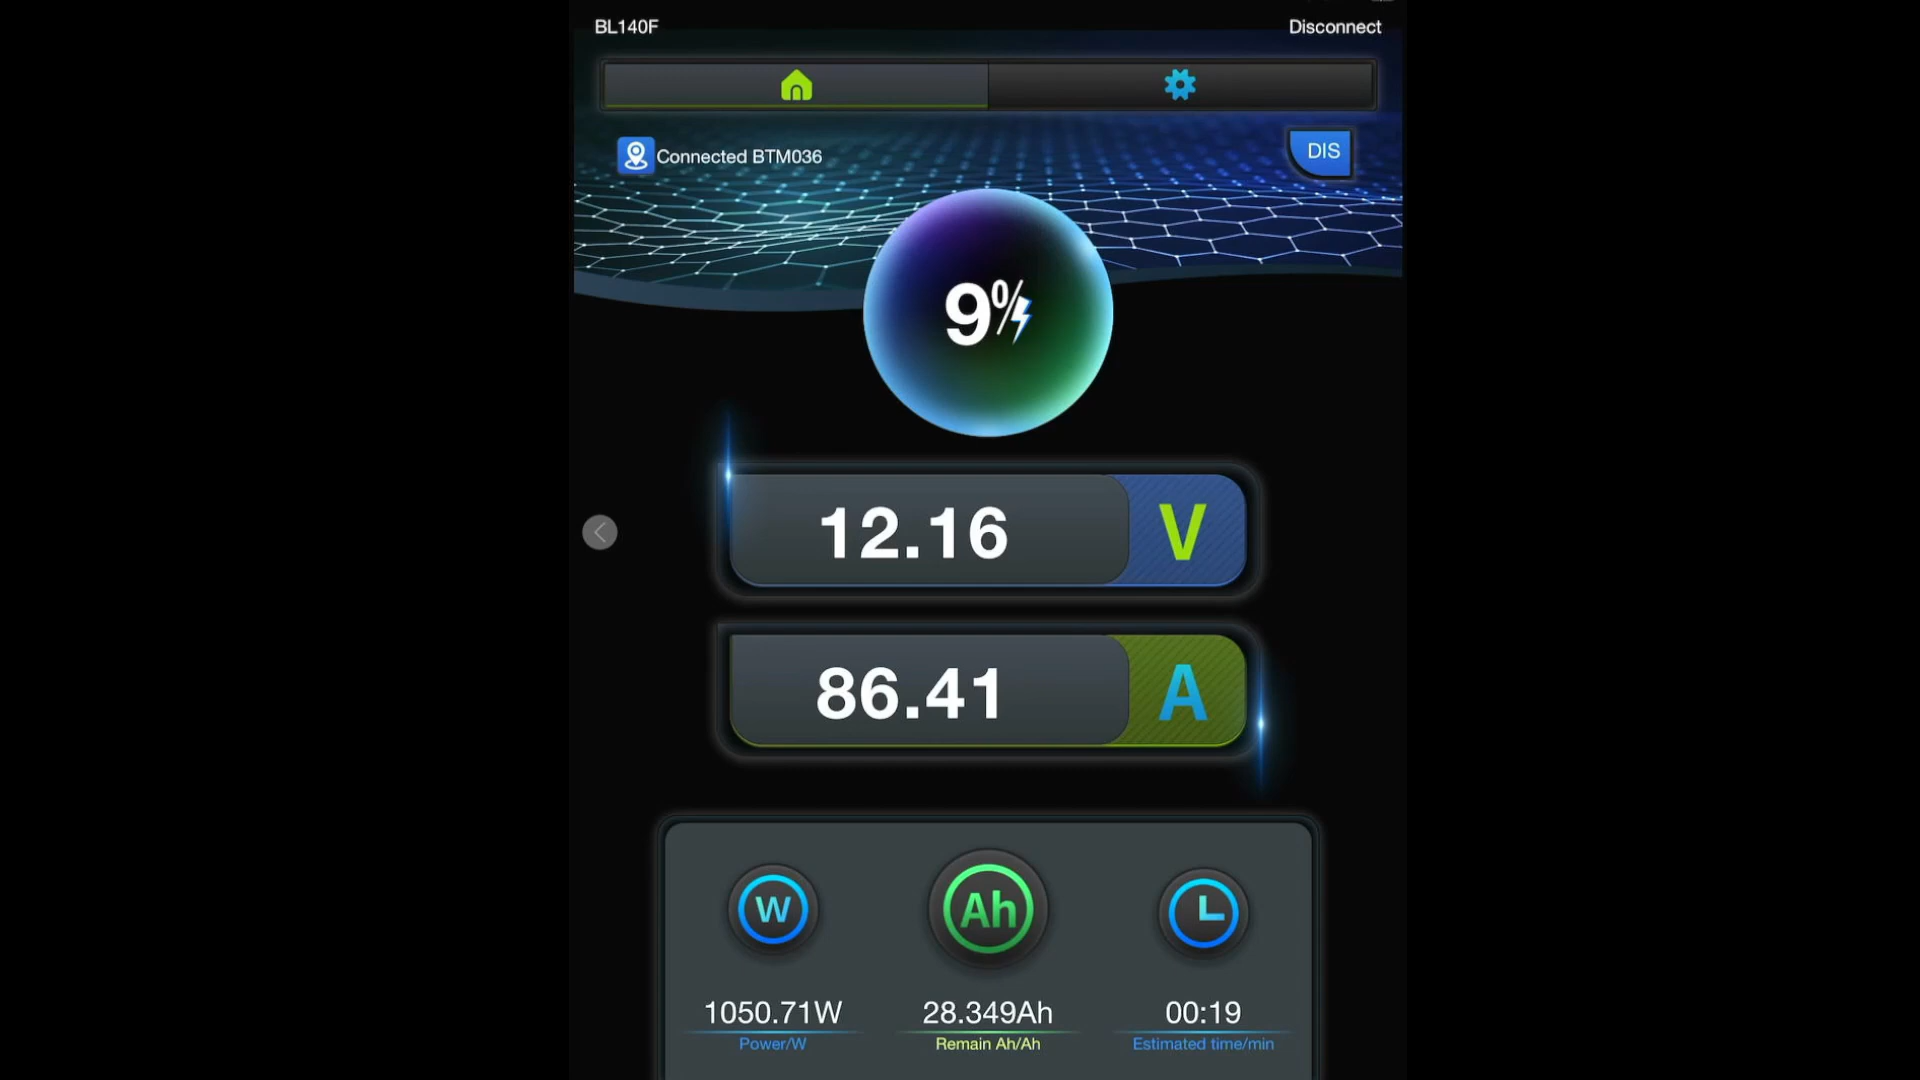 BL140F
Disconnect
Connected BTM036
DIS
9%
12.16 V
86.41 A
W
Ah
1050.71W
28.349Ah
00:19
Power/W
Remain Ah/Ah
Estimated time/min